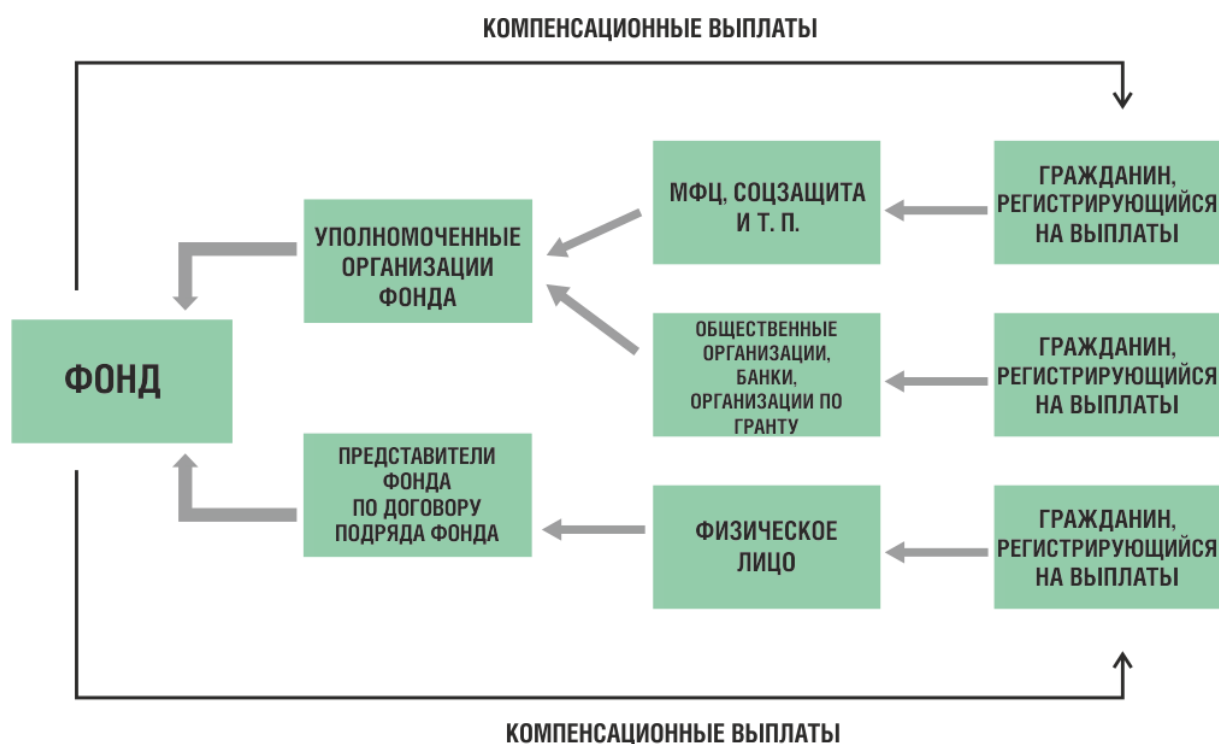 КОМПЕНСАЦИОННЫЕ ВЫПЛАТЫ
ФОНД
УПОЛНОМОЧЕННЫЕ
ОРГАНИЗАЦИИ
ФОНДА
ПРЕДСТАВИТЕЛИ
ФОНДА
ПО ДОГОВОРУ
ПОДРЯДА ФОНДА
МФЦ, СОЦЗАЩИТА
И Т. П.
ОБЩЕСТВЕННЫЕ
ОРГАНИЗАЦИИ,
БАНКИ,
ОРГАНИЗАЦИИ ПО
ГРАНТУ
ФИЗИЧЕСКОЕ
ЛИЦО
ГРАЖДАНИН,
РЕГИСТРИРУЮЩИЙСЯ
НА ВЫПЛАТЫ
ГРАЖДАНИН,
РЕГИСТРИРУЮЩИЙСЯ
НА ВЫПЛАТЫ
ГРАЖДАНИН,
РЕГИСТРИРУЮЩИЙСЯ
НА ВЫПЛАТЫ
КОМПЕНСАЦИОННЫЕ ВЫПЛАТЫ